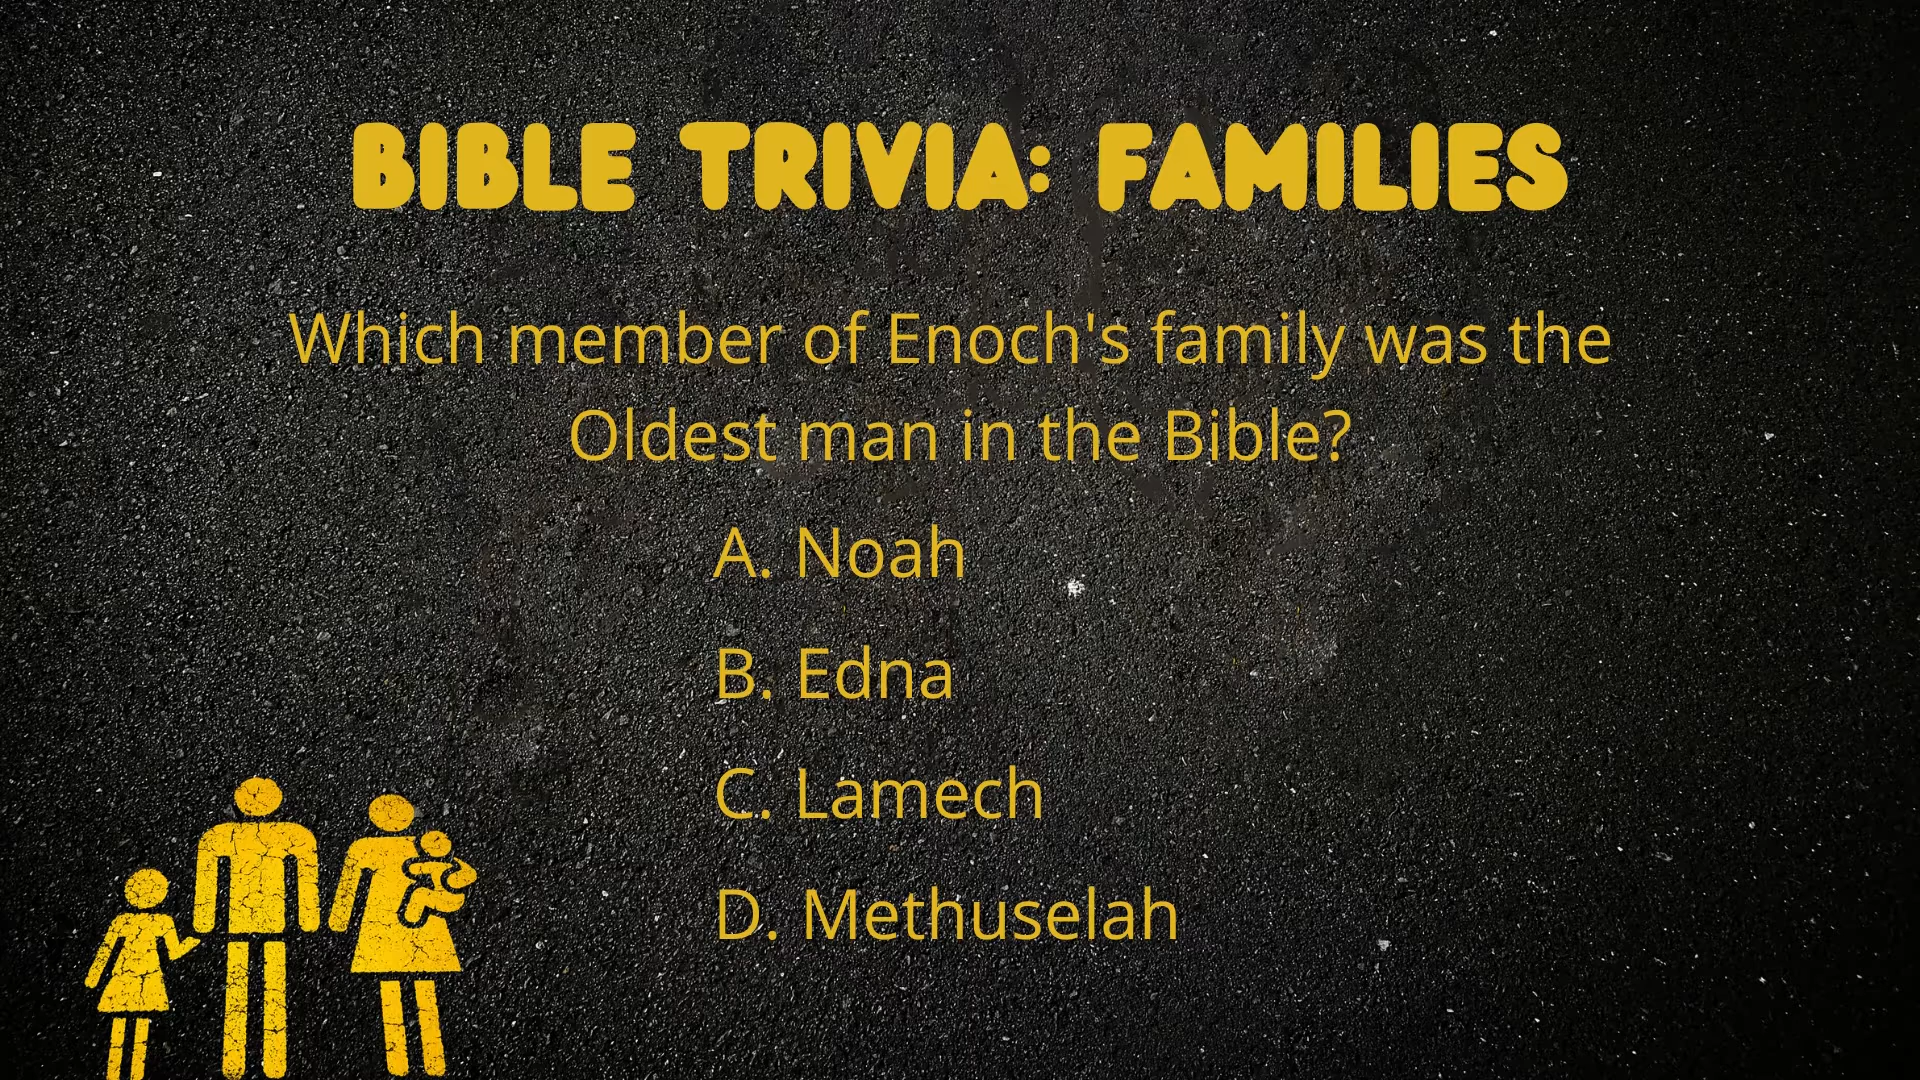 BIBLE TRIVIA: FAMILIES
Which member of Enoch's family was the
Oldest man in the Bible?
A. Noah
B. Edna
C. Lamech
D. Methuselah